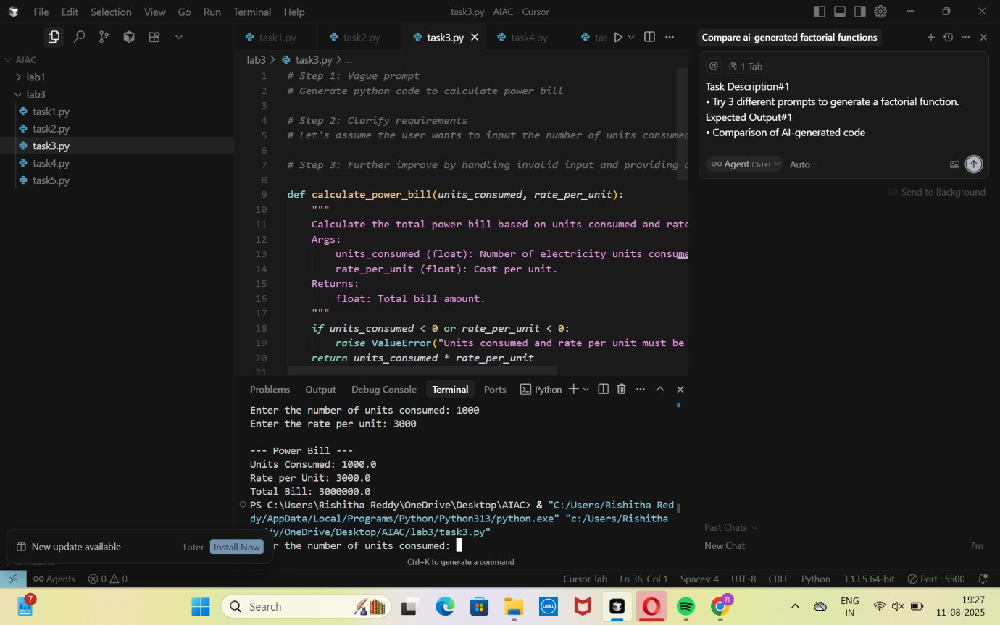 File Edit Selection View Go Run Terminal Help
task3.py - AIAC - Cursor
task1.py task2.py task3.py task4.py tas
AIAC
lab1
lab3
task1.py
task2.py
task3.py
task4.py
task5.py
lab3 > task3.py > ...
1 # Step 1: Vague prompt
2 # Generate python code to calculate power bill
3
4 # Step 2: Clarify requirements
5 # Let's assume the user wants to input the number of units consumed
6
7 # Step 3: Further improve by handling invalid input and providing
8
9 def calculate_power_bill(units_consumed, rate_per_unit):
10 """
11 Calculate the total power bill based on units consumed and rate
12 Args:
13 units_consumed (float): Number of electricity units consume
14 rate_per_unit (float): Cost per unit.
15 Returns:
16 float: Total bill amount.
17 """
18 if units_consumed < 0 or rate_per_unit < 0:
19 raise ValueError("Units consumed and rate per unit must be
20 return units_consumed * rate_per_unit
21
Problems Output Debug Console Terminal Ports Python
Enter the number of units consumed: 1000
Enter the rate per unit: 3000
--- Power Bill ---
Units Consumed: 1000.0
Rate per Unit: 3000.0
Total Bill: 3000000.0
PS C:\Users\Rishitha Reddy\OneDrive\Desktop\AIAC> & "C:/Users/Rishitha Red
dy/AppData/Local/Programs/Python/Python313/python.exe" "c:/Users/Rishitha
dy/OneDrive/Desktop/AIAC/lab3/task3.py"
r the number of units consumed:
Ctrl+K to generate a command
New update available Later Install Now
Compare ai-generated factorial functions
@ 1 Tab
Task Description#1
• Try 3 different prompts to generate a factorial function.
Expected Output#1
• Comparison of AI-generated code
Agent Ctrl+I Auto
Send to Background
Past Chats
New Chat 7m
Agents 0 0 Cursor Tab Ln 36, Col 1 Spaces: 4 UTF-8 CRLF Python 3.13.5 64-bit Port : 5500
7
Search
DELL
R
ENG
IN
19:27
11-08-2025